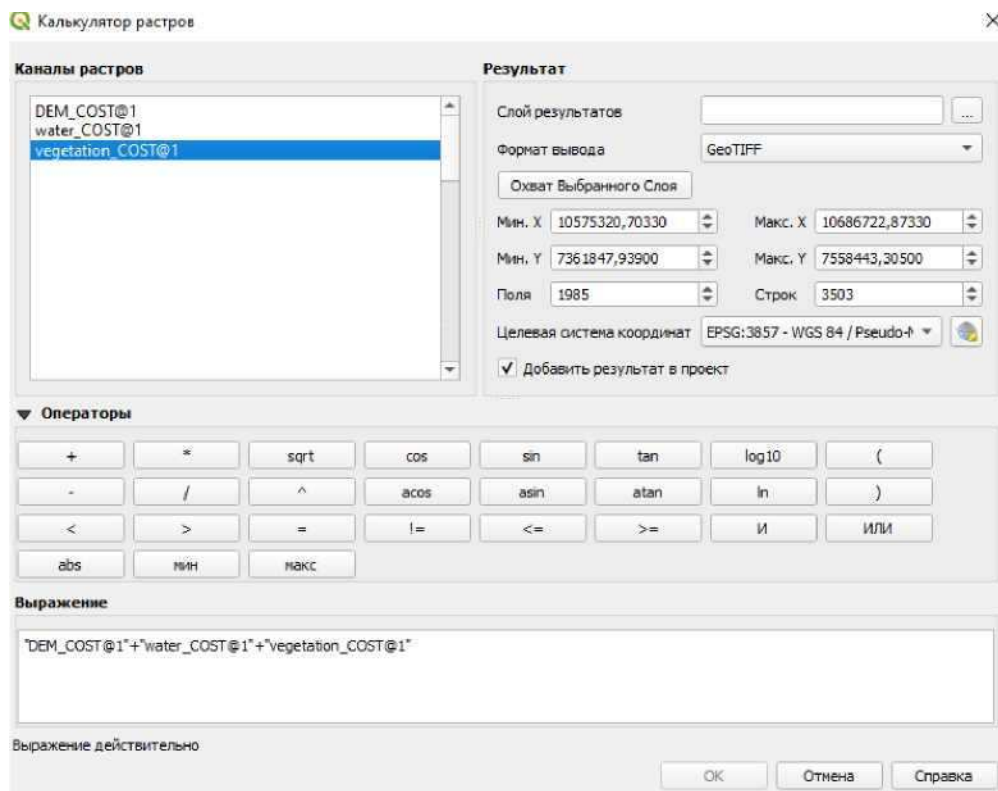 Калькулятор растров
Каналы растров
DEM_COST@1
water_COST@1
vegetation_COST@1
Результат
Слой результатов
...
Формат вывода GeoTIFF
Охват Выбранного Слоя
Мин. X 10575320,70330 Макс. X 10686722,87330
Мин. Y 7361847,93900 Макс. Y 7558443,30500
Поля 1985 Строк 3503
Целевая система координат EPSG:3857 - WGS 84 / Pseudo-
Добавить результат в проект
Операторы
+ * sqrt cos sin tan log10 (
- / ^ acos asin atan ln )
< > = != <= >= И ИЛИ
abs мин макс
Выражение
"DEM_COST@1"+"water_COST@1"+"vegetation_COST@1"
Выражение действительно
OK Отмена Справка